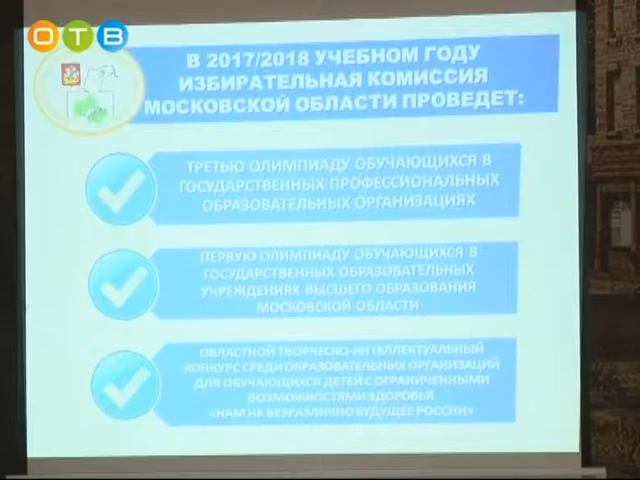 ОТВ
В 2017/2018 УЧЕБНОМ ГОДУ
ИЗБИРАТЕЛЬНАЯ КОМИССИЯ
МОСКОВСКОЙ ОБЛАСТИ ПРОВЕДЕТ:
ТРЕТЬЮ ОЛИМПИАДУ ОБУЧАЮЩИХСЯ В
ГОСУДАРСТВЕННЫХ ПРОФЕССИОНАЛЬНЫХ
ОБРАЗОВАТЕЛЬНЫХ ОРГАНИЗАЦИЯХ
ПЕРВУЮ ОЛИМПИАДУ ОБУЧАЮЩИХСЯ В
ГОСУДАРСТВЕННЫХ ОБРАЗОВАТЕЛЬНЫХ
УЧРЕЖДЕНИЯХ ВЫСШЕГО ОБРАЗОВАНИЯ
МОСКОВСКОЙ ОБЛАСТИ
ОБЛАСТНОЙ ТВОРЧЕСКО-ИНТЕЛЛЕКТУАЛЬНЫЙ
КОНКУРС СРЕДИ ОБРАЗОВАТЕЛЬНЫХ ОРГАНИЗАЦИЙ
ДЛЯ ОБУЧАЮЩИХСЯ ДЕТЕЙ С ОГРАНИЧЕННЫМИ
ВОЗМОЖНОСТЯМИ ЗДОРОВЬЯ
«НАМ НЕ БЕЗРАЗЛИЧНО БУДУЩЕЕ РОССИИ»